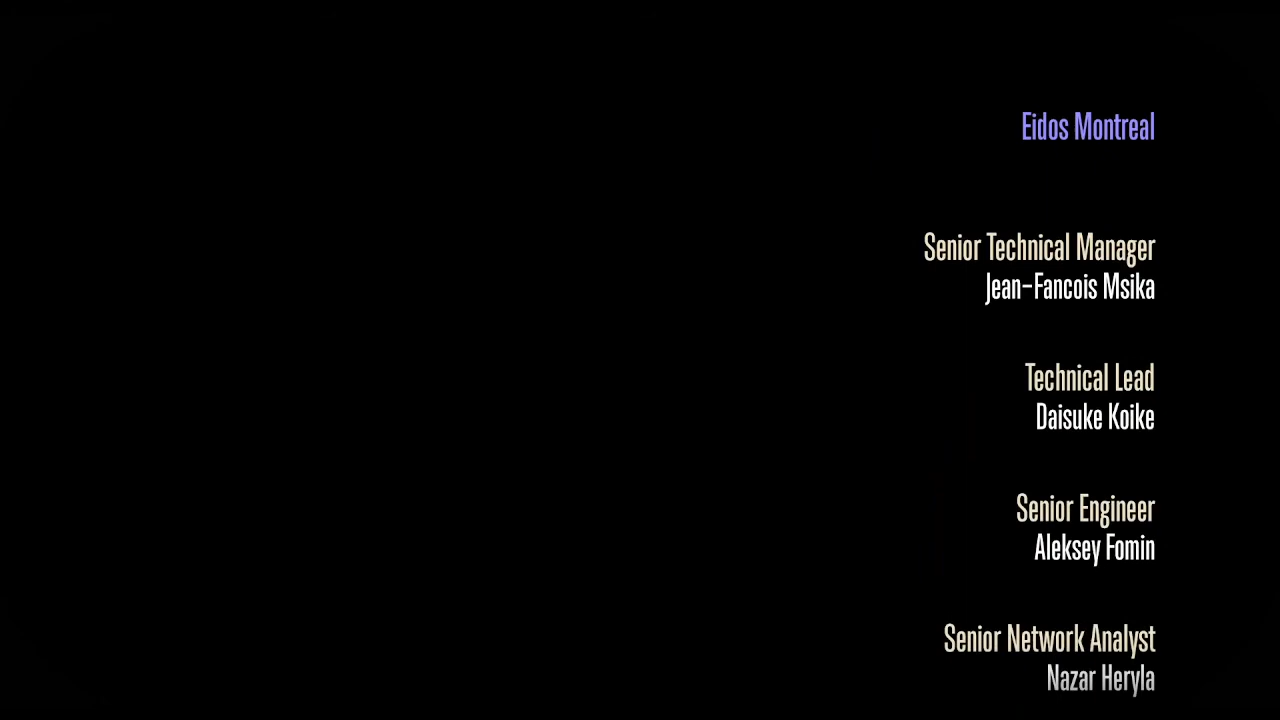 Eidos Montreal
Senior Technical Manager
Jean-Fancois Msika
Technical Lead
Daisuke Koike
Senior Engineer
Aleksey Fomin
Senior Network Analyst
Nazar Heryla